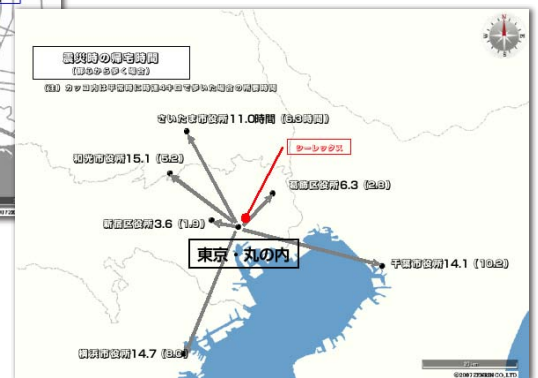 震災時の帰宅時間
(都心から歩く場合)
(注) カッコ内は平常時に時速4キロで歩いた場合の所要時間
さいたま市役所11.0時間 (6.3時間)
シーレックス
和光市役所15.1 (5.2)
葛飾区役所6.3 (2.8)
新宿区役所3.6 (1.9)
東京・丸の内
千葉市役所14.1 (10.2)
横浜市役所14.7
©2007 ZENRIN CO.,LTD